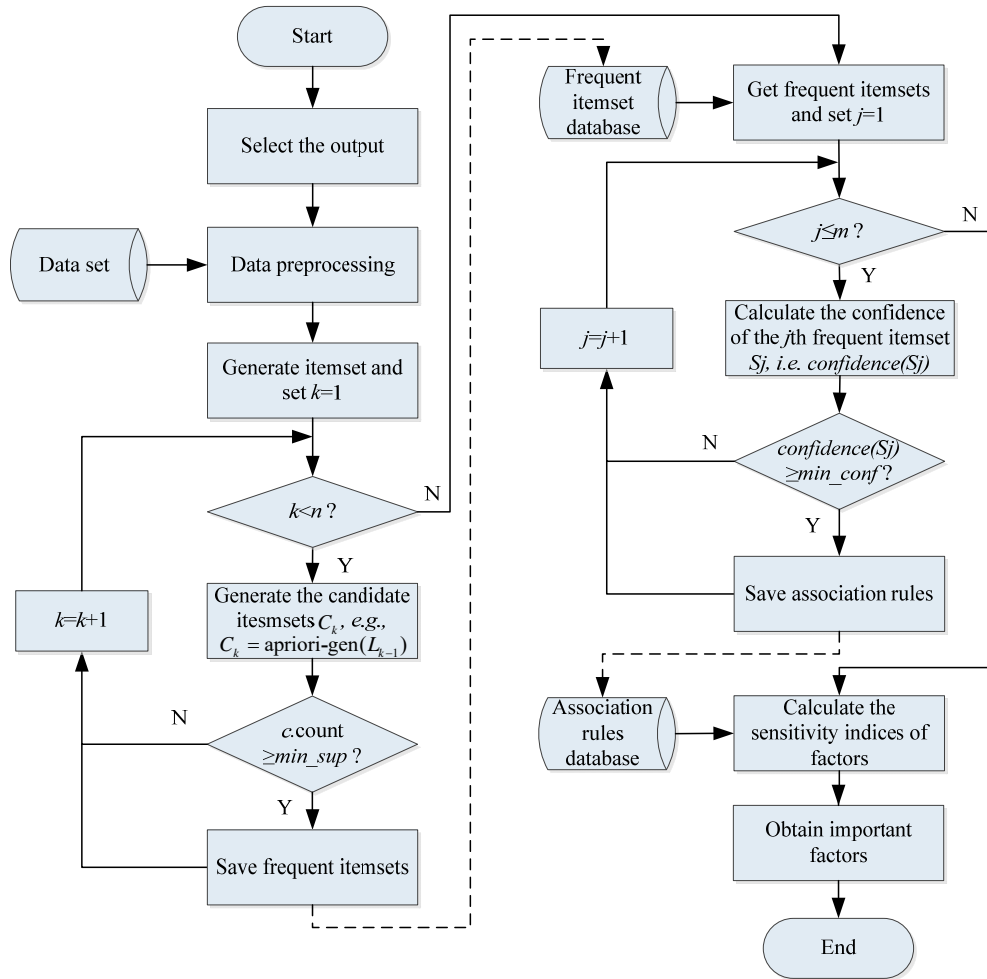 Start
Select the output
Data set
Data preprocessing
Generate itemset and
set k=1
k<n ?
N
Y
k=k+1
Generate the candidate
itesmsets Cₖ, e.g.,
Cₖ = apriori-gen(Lₖ₋₁)
N
c.count
≥min_sup ?
Y
Save frequent itemsets
Frequent
itemset
database
Get frequent itemsets
and set j=1
j≤m ?
N
Y
j=j+1
Calculate the confidence
of the jth frequent itemset
Sj, i.e. confidence(Sj)
N
confidence(Sj)
≥min_conf ?
Y
Save association rules
Association
rules
database
Calculate the
sensitivity indices of
factors
Obtain important
factors
End